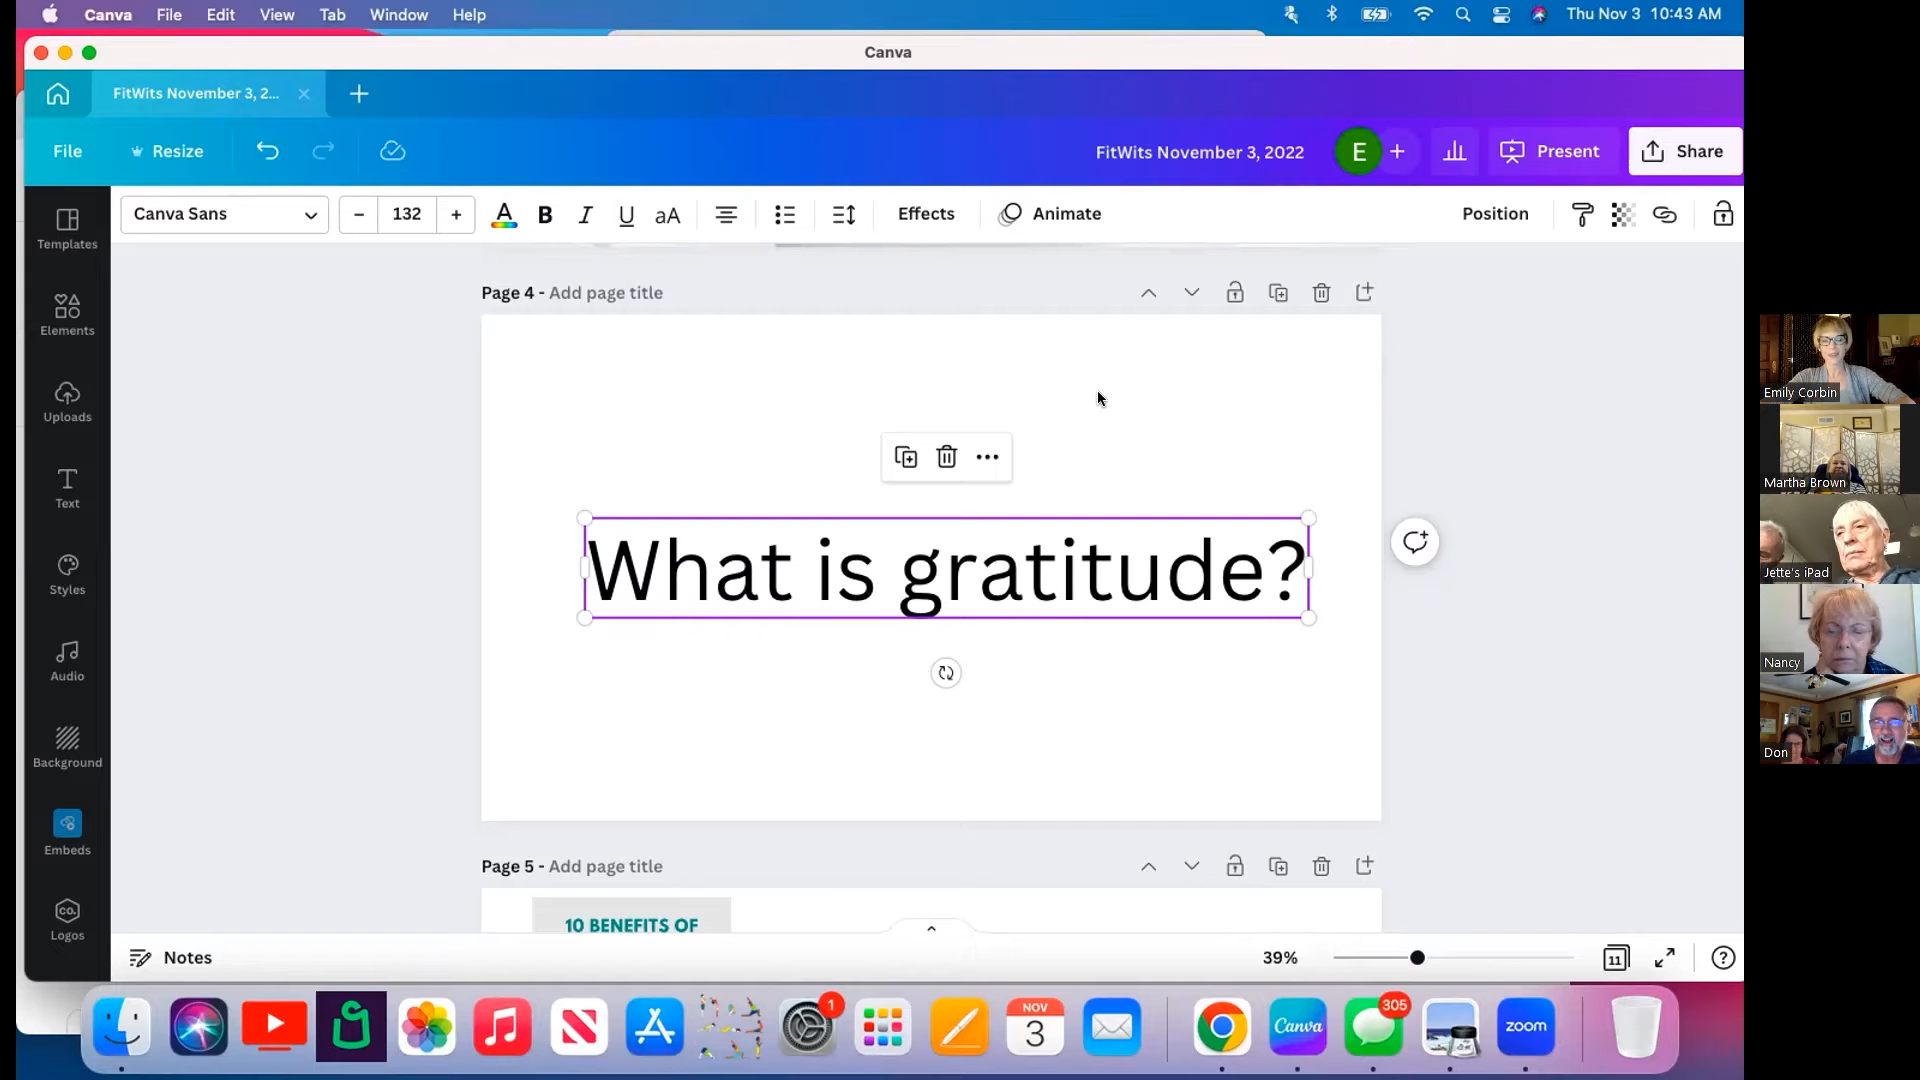 Canva File Edit View Tab Window Help Thu Nov 3 10:43 AM
Canva
FitWits November 3, 2...
File Resize FitWits November 3, 2022 E Present Share
Canva Sans 132 A B I U aA Effects Animate Position
Templates
Elements
Uploads
Text
Styles
Audio
Background
Embeds
CO.
Logos
Page 4 - Add page title
What is gratitude?
Page 5 - Add page title
10 BENEFITS OF
Notes 39% 11 ?
Emily Corbin
Martha Brown
Jette's iPad
Nancy
Don
1
NOV
3
Canva
305
zoom